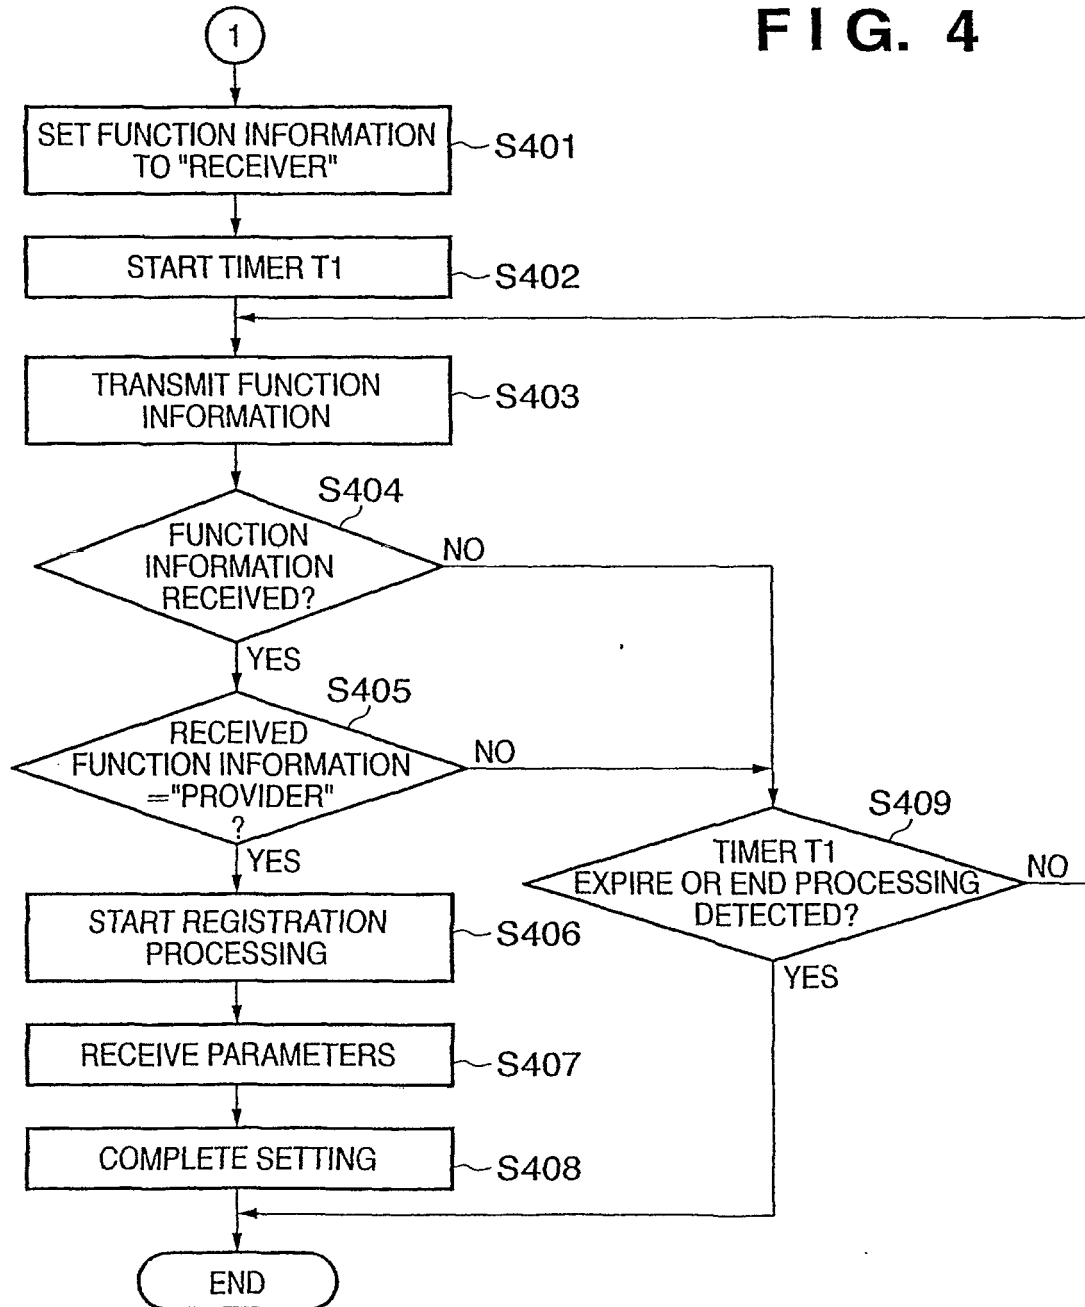 FIG. 4
1
SET FUNCTION INFORMATION
TO "RECEIVER"
S401
START TIMER T1
S402
TRANSMIT FUNCTION
INFORMATION
S403
S404
FUNCTION
INFORMATION
RECEIVED?
NO
YES
S405
RECEIVED
FUNCTION INFORMATION
="PROVIDER"
?
NO
YES
S409
TIMER T1
EXPIRE OR END PROCESSING
DETECTED?
NO
YES
START REGISTRATION
PROCESSING
S406
RECEIVE PARAMETERS
S407
COMPLETE SETTING
S408
END